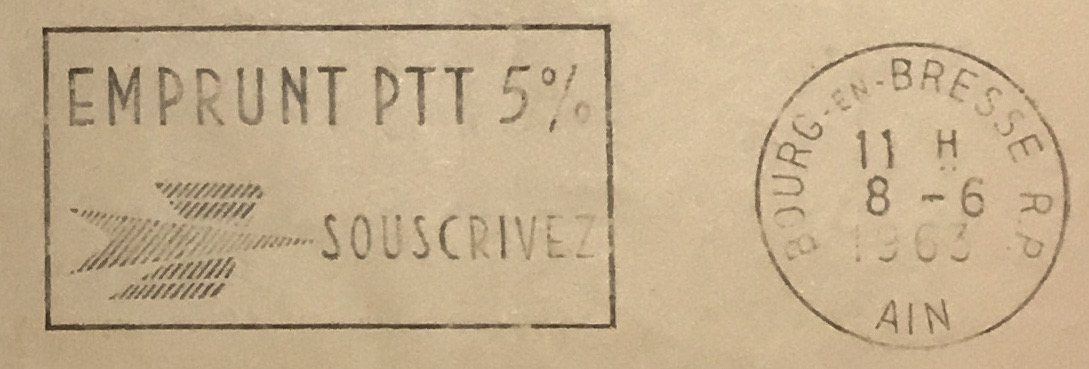 EMPRUNT PTT 5%
SOUSCRIVEZ
BOURG-EN-BRESSE R.P.
11 H
8 - 6
1963
AIN